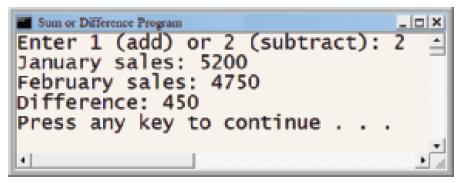 Sum or Difference Program
Enter 1 (add) or 2 (subtract): 2
January sales: 5200
February sales: 4750
Difference: 450
Press any key to continue . . .